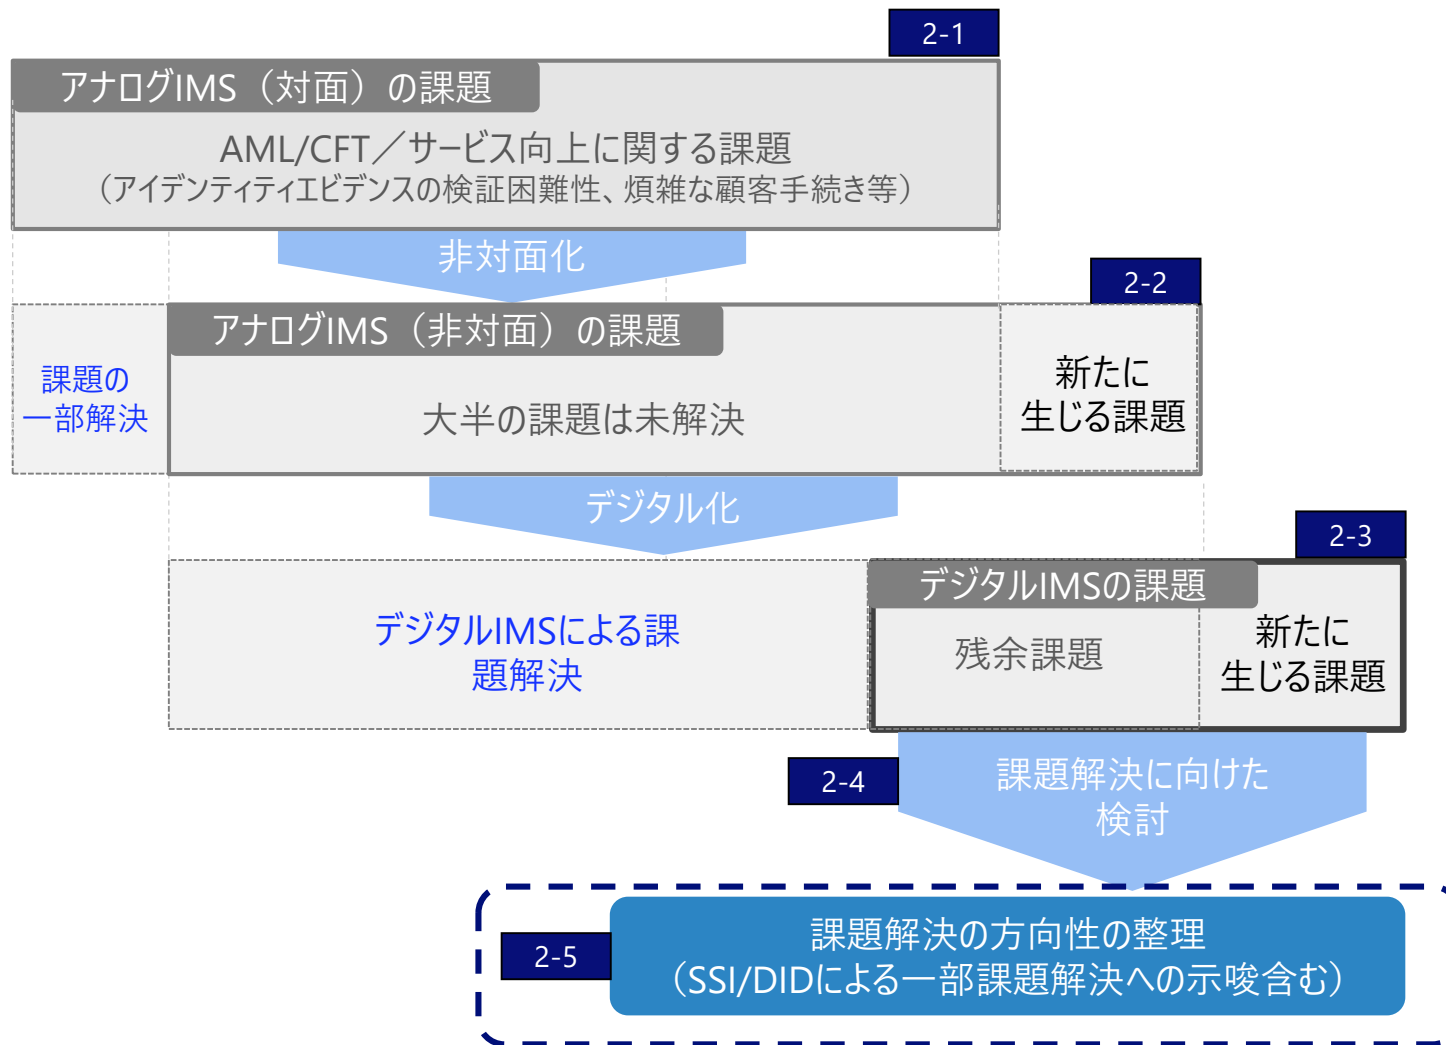 2-1
アナログIMS（対面）の課題
AML/CFT／サービス向上に関する課題
（アイデンティティエビデンスの検証困難性、煩雑な顧客手続き等）
非対面化
2-2
アナログIMS（非対面）の課題
課題の
一部解決
大半の課題は未解決
新たに
生じる課題
デジタル化
2-3
デジタルIMSの課題
デジタルIMSによる課
題解決
残余課題
新たに
生じる課題
2-4
課題解決に向けた
検討
2-5
課題解決の方向性の整理
（SSI/DIDによる一部課題解決への示唆含む）